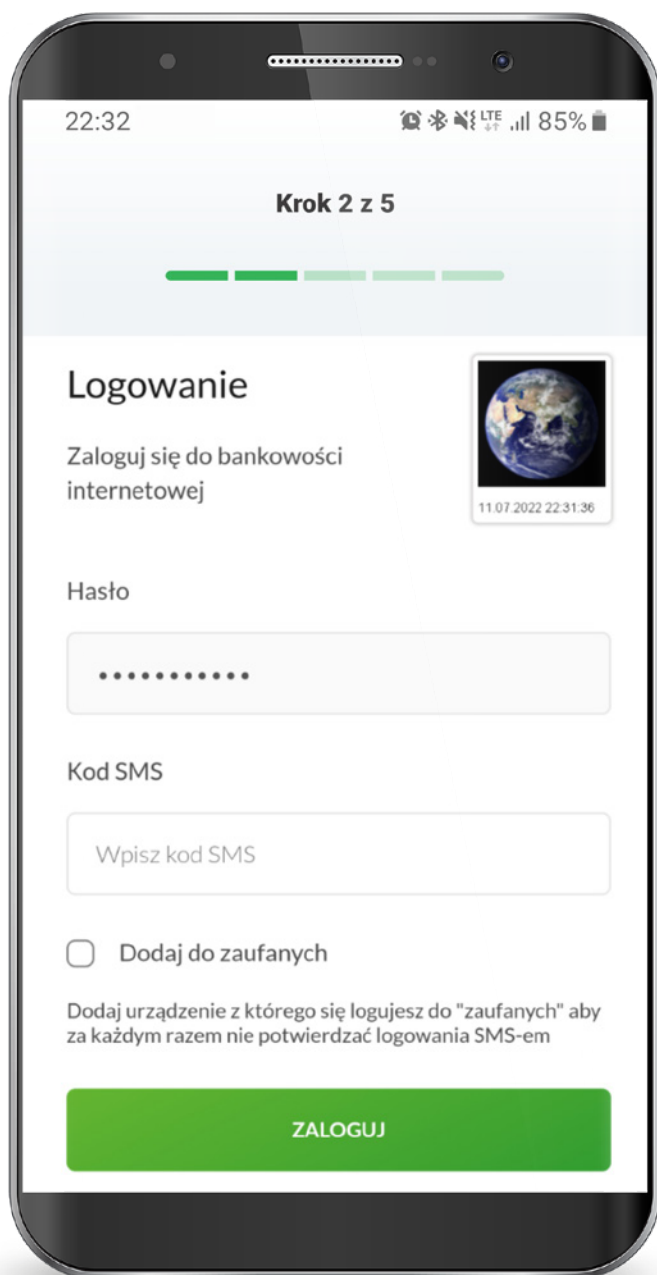 22:32
LTE
85%
Krok 2 z 5
Logowanie
Zaloguj się do bankowości
internetowej
11.07.2022 22:31:36
Hasło
•••••••••••
Kod SMS
Wpisz kod SMS
Dodaj do zaufanych
Dodaj urządzenie z którego się logujesz do "zaufanych" aby
za każdym razem nie potwierdzać logowania SMS-em
ZALOGUJ